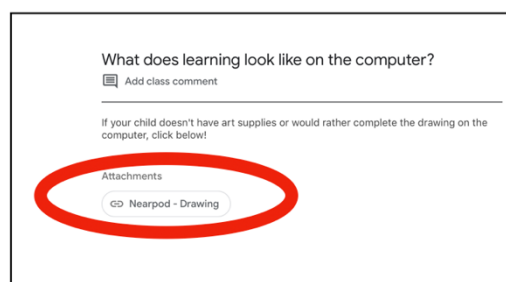 What does learning look like on the computer?
Add class comment
If your child doesn't have art supplies or would rather complete the drawing on the
computer, click below!
Attachments
Nearpod - Drawing